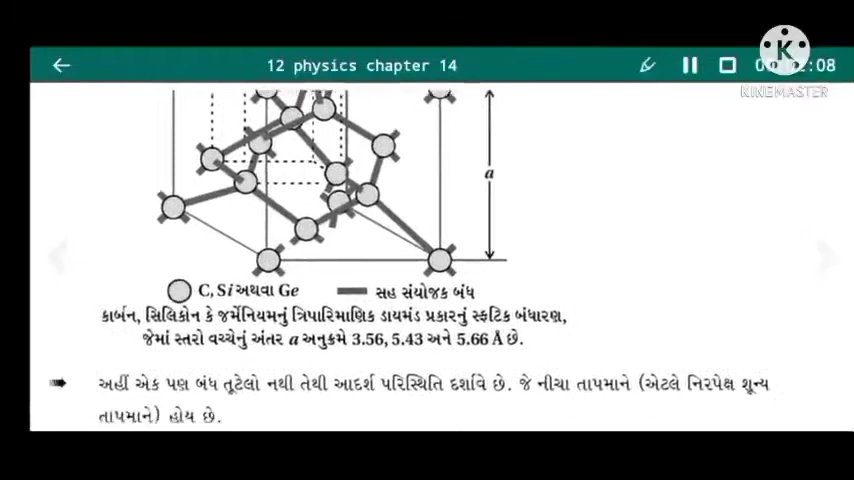 K
KINEMASTER
12 physics chapter 14
:08
a
C, Si અથવા Ge
સહ સંયોજક બંધ
કાર્બન, સિલિકોન કે જર્મેનિયમનું ત્રિપારિમાણિક ડાયમંડ પ્રકારનું સ્ફટિક બંધારણ,
જેમાં સ્તરો વચ્ચેનું અંતર a અનુક્રમે 3.56, 5.43 અને 5.66 Å છે.
અહીં એક પણ બંધ તૂટેલો નથી તેથી આદર્શ પરિસ્થિતિ દર્શાવે છે. જે નીચા તાપમાને (એટલે નિરપેક્ષ શૂન્ય
તાપમાને) હોય છે.